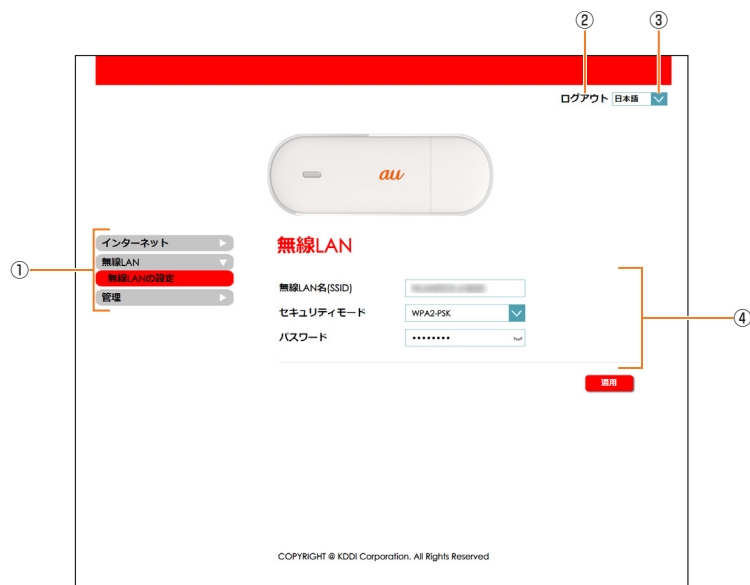 ② ③
ログアウト 日本語
au
インターネット
無線LAN
無線LANの設定
管理
①
無線LAN
無線LAN名(SSID)
セキュリティモード WPA2-PSK
パスワード ••••••••
④
適用
COPYRIGHT @ KDDI Corporation. All Rights Reserved